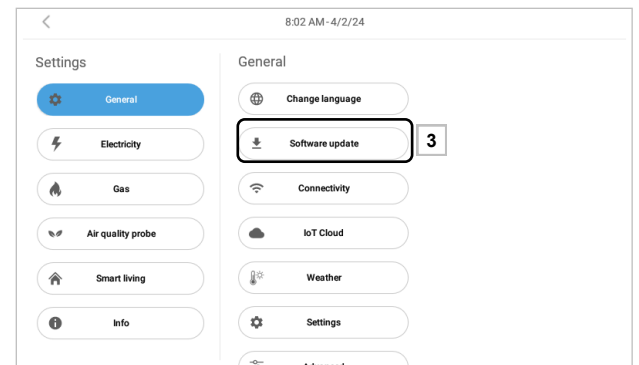 8:02 AM-4/2/24
Settings
General
General
Electricity
Gas
Air quality probe
Smart living
Info
General
Change language
Software update
3
Connectivity
IoT Cloud
Weather
Settings